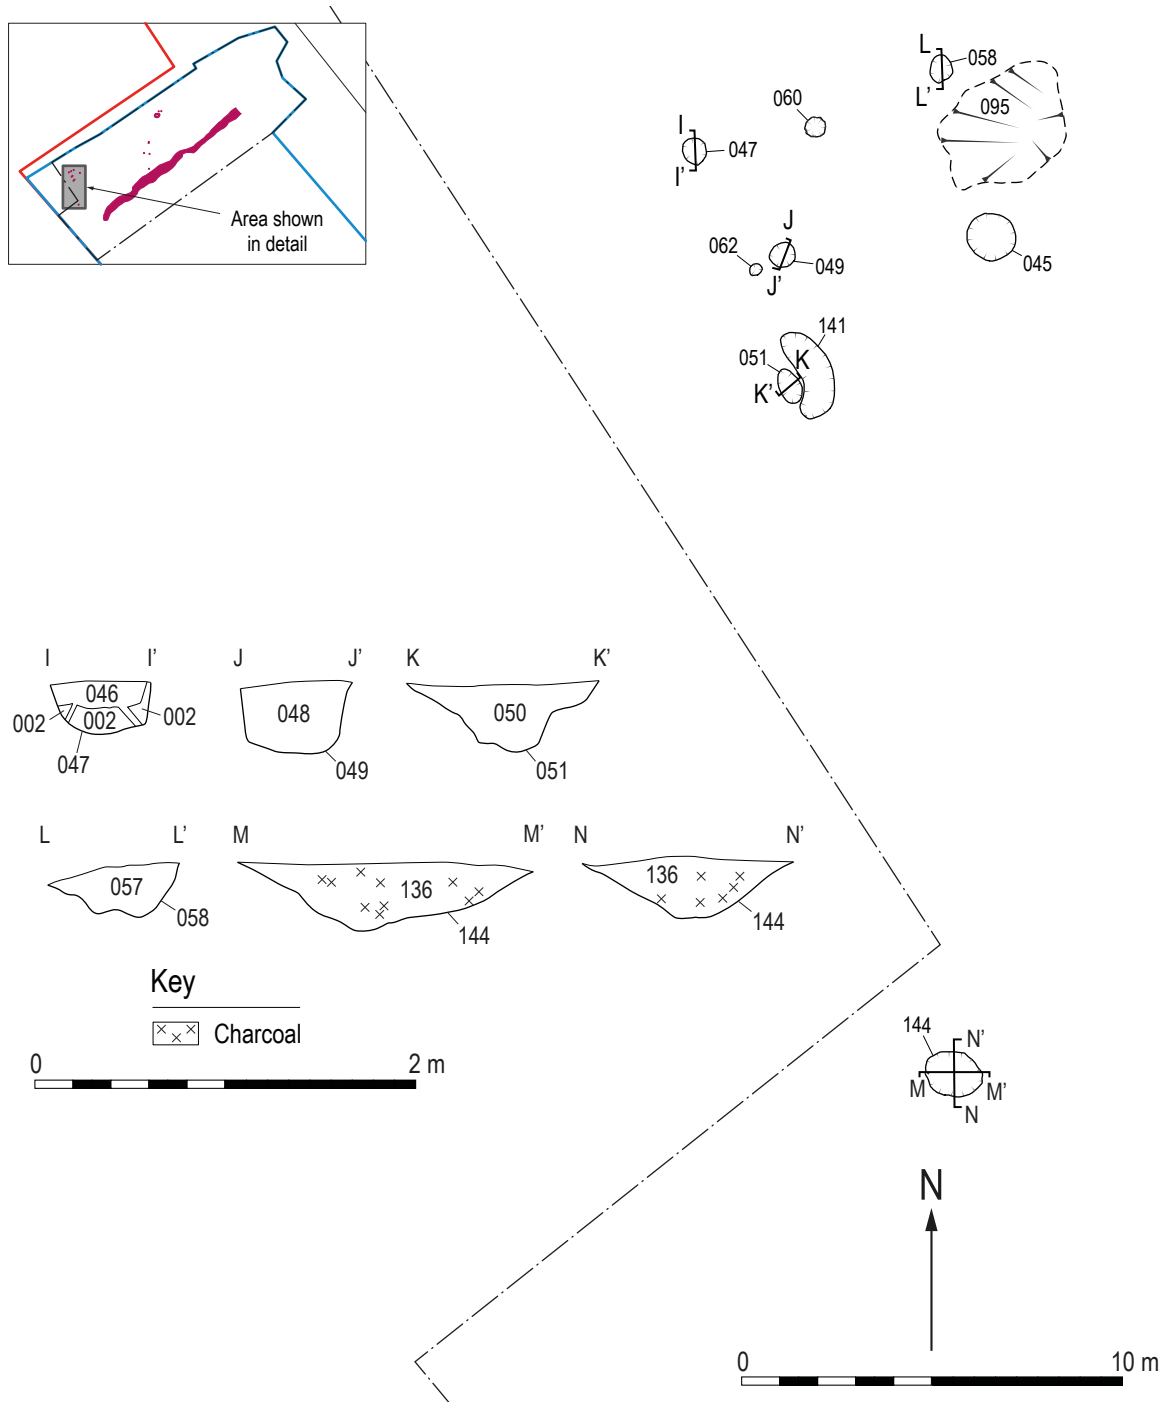 Area shown
in detail
L
058
L’
095
060
I
047
I’
J
062
049
J’
045
141
051
K
K’
I
I’
J
J’
K
K’
046
002
002
002
047
048
049
050
051
L
L’
M
M’
N
N’
057
058
136
144
136
144
Key
Charcoal
0
2 m
144
N’
M
M’
N
N
0
10 m